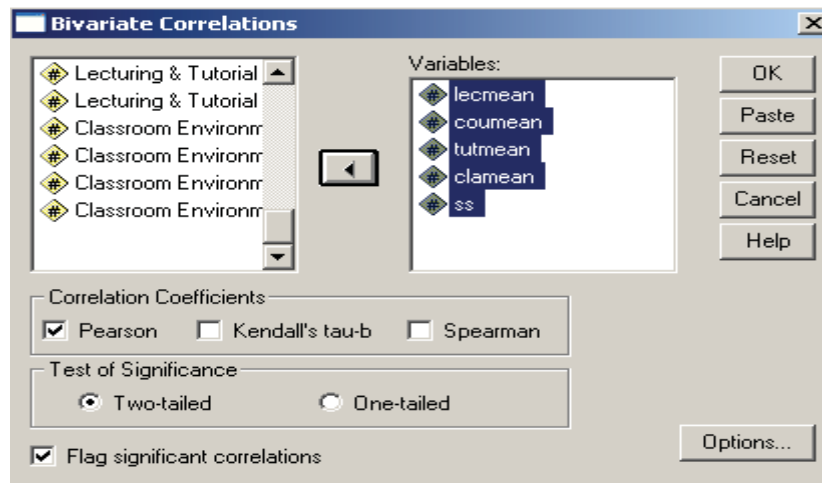 Bivariate Correlations
Lecturing & Tutorial
Lecturing & Tutorial
Classroom Environm
Classroom Environm
Classroom Environm
Classroom Environm
Variables:
lecmean
coumean
tutmean
clamean
ss
OK
Paste
Reset
Cancel
Help
Correlation Coefficients
Pearson Kendall's tau-b Spearman
Test of Significance
Two-tailed One-tailed
Flag significant correlations
Options...